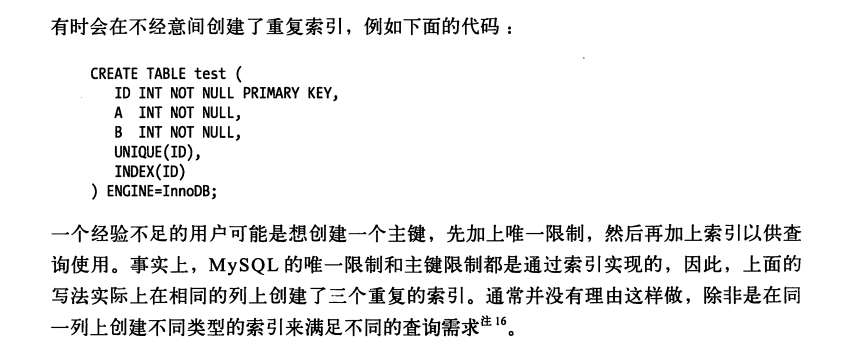 有时会在不经意间创建了重复索引，例如下面的代码：
CREATE TABLE test (
ID INT NOT NULL PRIMARY KEY,
A  INT NOT NULL,
B  INT NOT NULL,
UNIQUE(ID),
INDEX(ID)
) ENGINE=InnoDB;
一个经验不足的用户可能是想创建一个主键，先加上唯一限制，然后再加上索引以供查
询使用。事实上，MySQL 的唯一限制和主键限制都是通过索引实现的，因此，上面的
写法实际上在相同的列上创建了三个重复的索引。通常并没有理由这样做，除非是在同
一列上创建不同类型的索引来满足不同的查询需求注16。